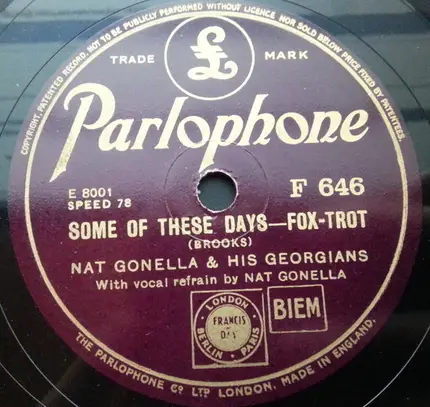 COPYRIGHT, PATENTED RECORD, NOT TO BE PUBLICLY PERFORMED WITHOUT LICENCE NOR SOLD BELOW PRICE FIXED BY PATENTEES.
TRADE £ MARK
Parlophone
E 8001
SPEED 78
F 646
SOME OF THESE DAYS—FOX-TROT
(BROOKS)
NAT GONELLA & HIS GEORGIANS
With vocal refrain by NAT GONELLA
LONDON
FRANCIS
DAY
BERLIN • PARIS
BIEM
THE PARLOPHONE CO LTD LONDON. MADE IN ENGLAND.